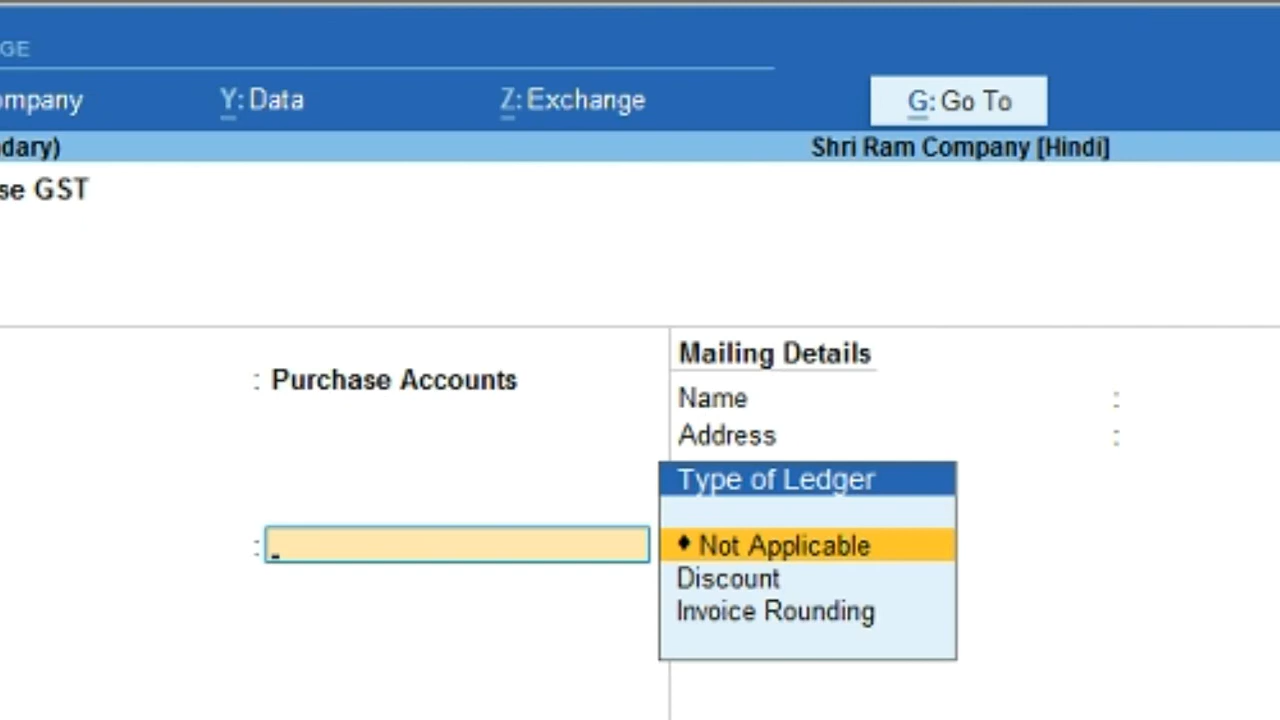 GE
ompany Y: Data Z: Exchange G: Go To
dary) Shri Ram Company [Hindi]
se GST
Mailing Details
: Purchase Accounts
Name :
Address :
Type of Ledger
:
♦ Not Applicable
Discount
Invoice Rounding